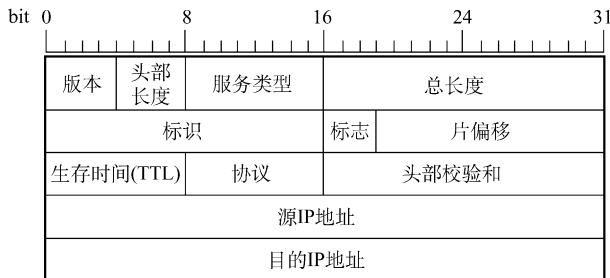 bit 0 8 16 24 31
版本 头部长度 服务类型 总长度
标识 标志 片偏移
生存时间(TTL) 协议 头部校验和
源IP地址
目的IP地址